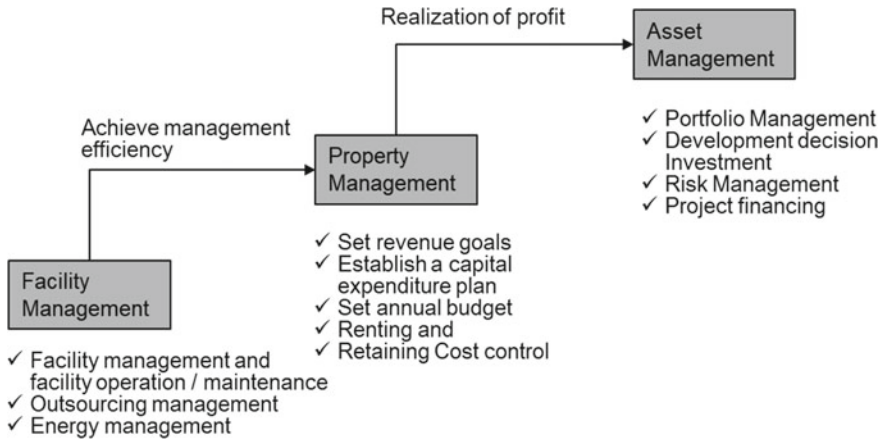 Realization of profit
Asset
Management
✓ Portfolio Management
✓ Development decision
Investment
✓ Risk Management
✓ Project financing
Achieve management
efficiency
Property
Management
✓ Set revenue goals
✓ Establish a capital
expenditure plan
✓ Set annual budget
✓ Renting and
✓ Retaining Cost control
Facility
Management
✓ Facility management and
facility operation / maintenance
✓ Outsourcing management
✓ Energy management